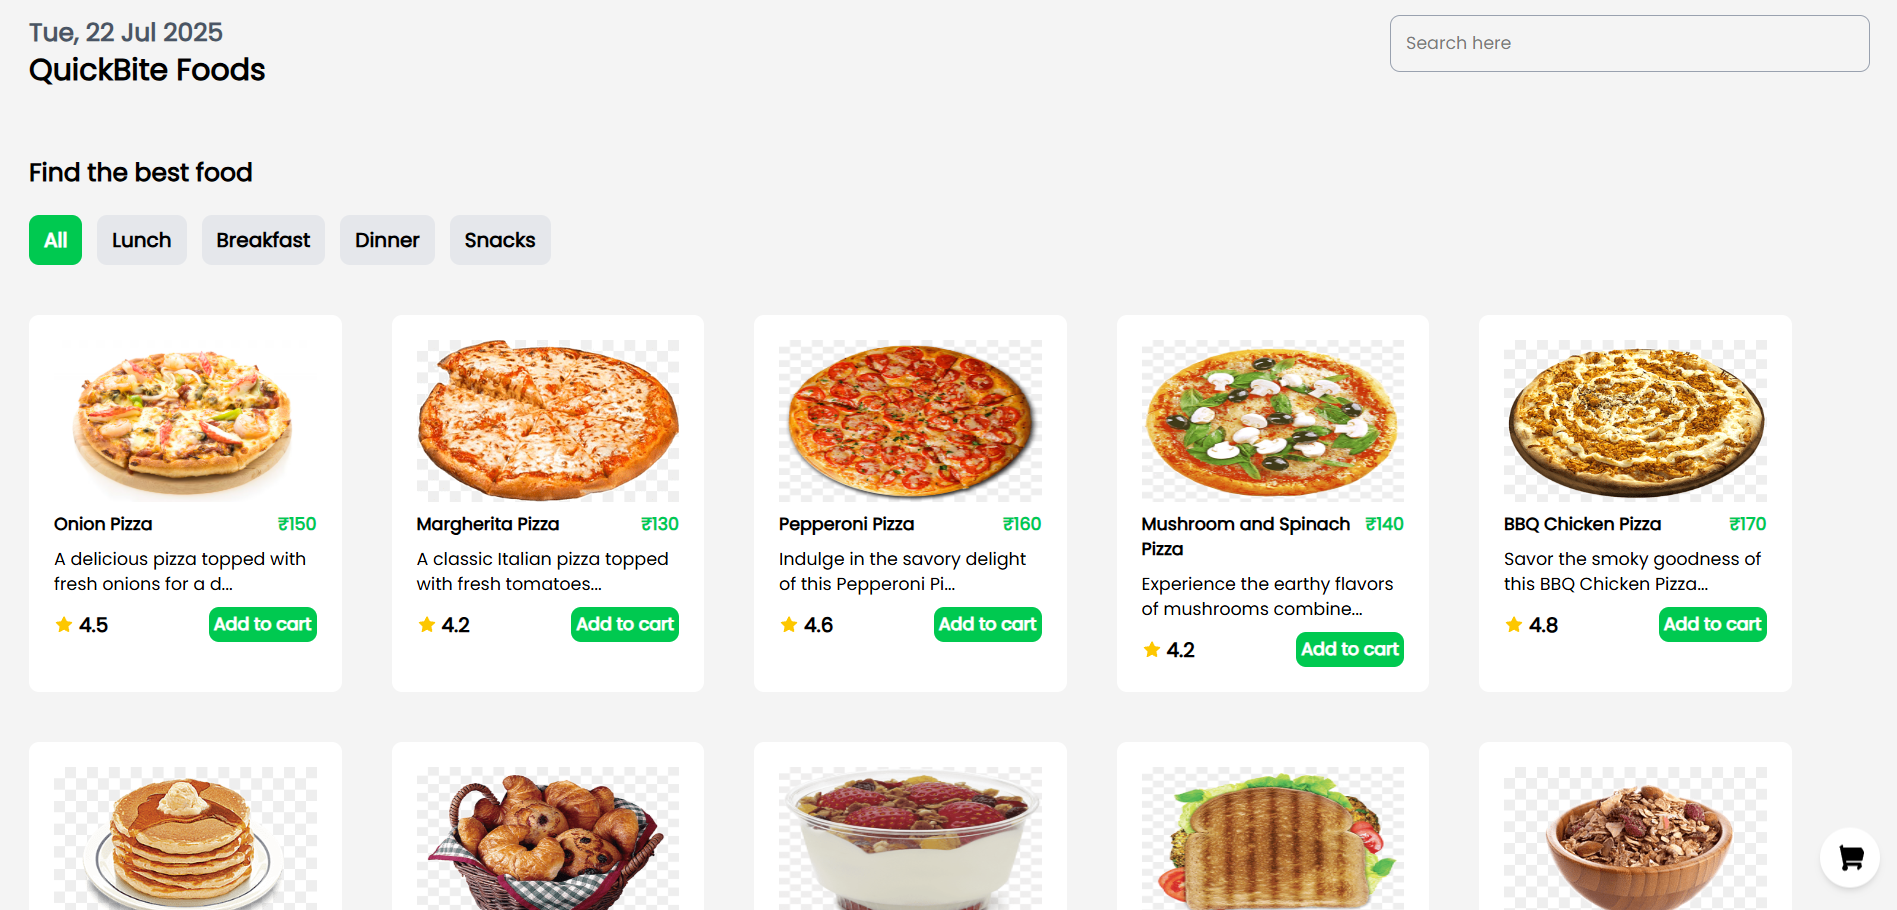 Tue, 22 Jul 2025
QuickBite Foods
Search here
Find the best food
All
Lunch
Breakfast
Dinner
Snacks
Onion Pizza
₹150
A delicious pizza topped with
fresh onions for a d...
4.5
Add to cart
Margherita Pizza
₹130
A classic Italian pizza topped
with fresh tomatoes...
4.2
Add to cart
Pepperoni Pizza
₹160
Indulge in the savory delight
of this Pepperoni Pi...
4.6
Add to cart
Mushroom and Spinach
Pizza
₹140
Experience the earthy flavors
of mushrooms combine...
4.2
Add to cart
BBQ Chicken Pizza
₹170
Savor the smoky goodness of
this BBQ Chicken Pizza...
4.8
Add to cart